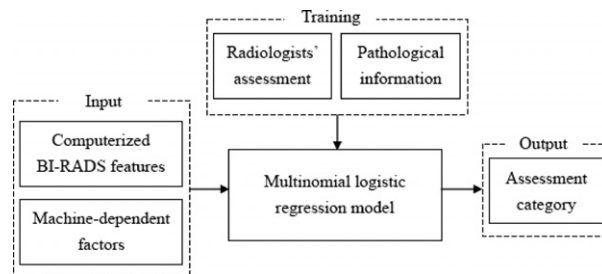 Training
Radiologists’
assessment
Pathological
information
Input
Computerized
BI-RADS features
Machine-dependent
factors
Multinomial logistic
regression model
Output
Assessment
category